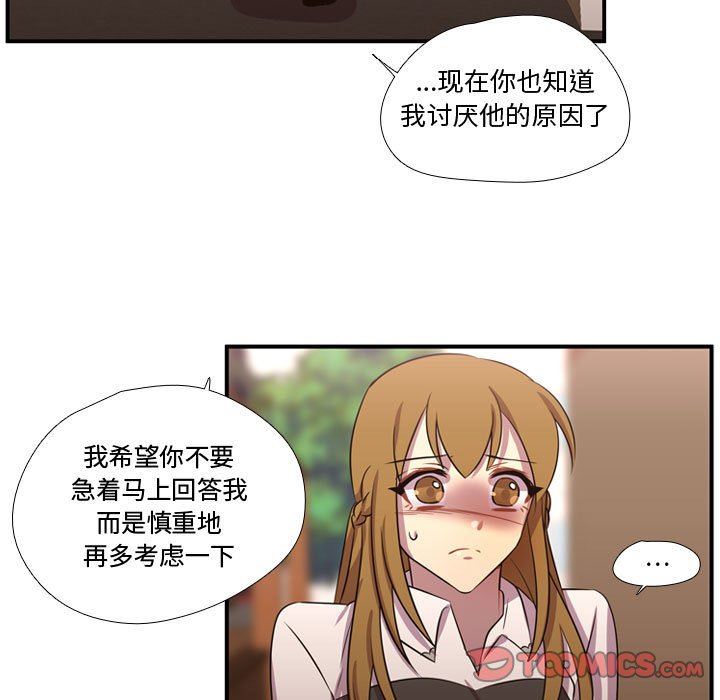 ...现在你也知道
我讨厌他的原因了
我希望你不要
急着马上回答我
而是慎重地
再多考虑一下
...
TOOMICS.COM